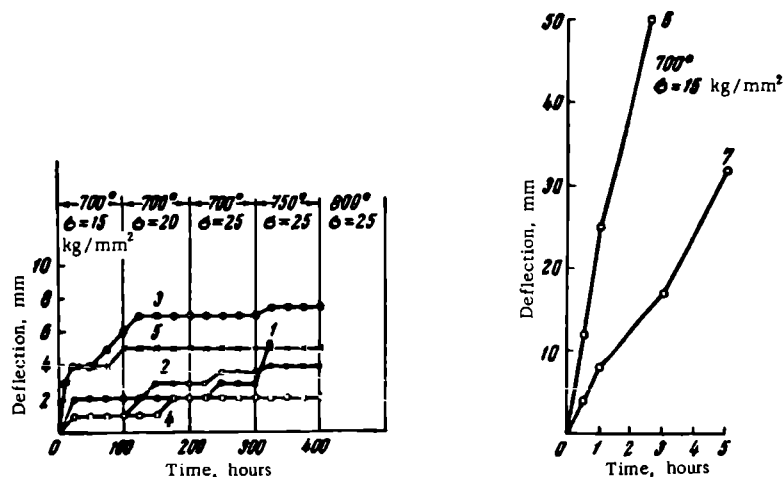 700° 700° 700° 750° 800°
σ=15 σ=20 σ=25 σ=25 σ=25
kg/mm²
10
8
6
4
2
0 100 200 300 400
3
5
2
1
4
Deflection, mm
Time, hours
50
40
30
20
10
0 1 3 5
6
700°
σ=15 kg/mm²
7
Deflection, mm
Time, hours